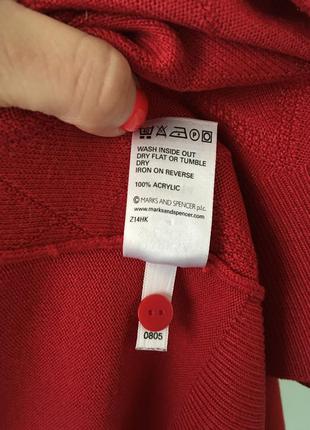 WASH INSIDE OUT
DRY FLAT OR TUMBLE
DRY
IRON ON REVERSE
100% ACRYLIC
©MARKS AND SPENCER p.l.c.
marksandspencer.com
Z14HK
0805